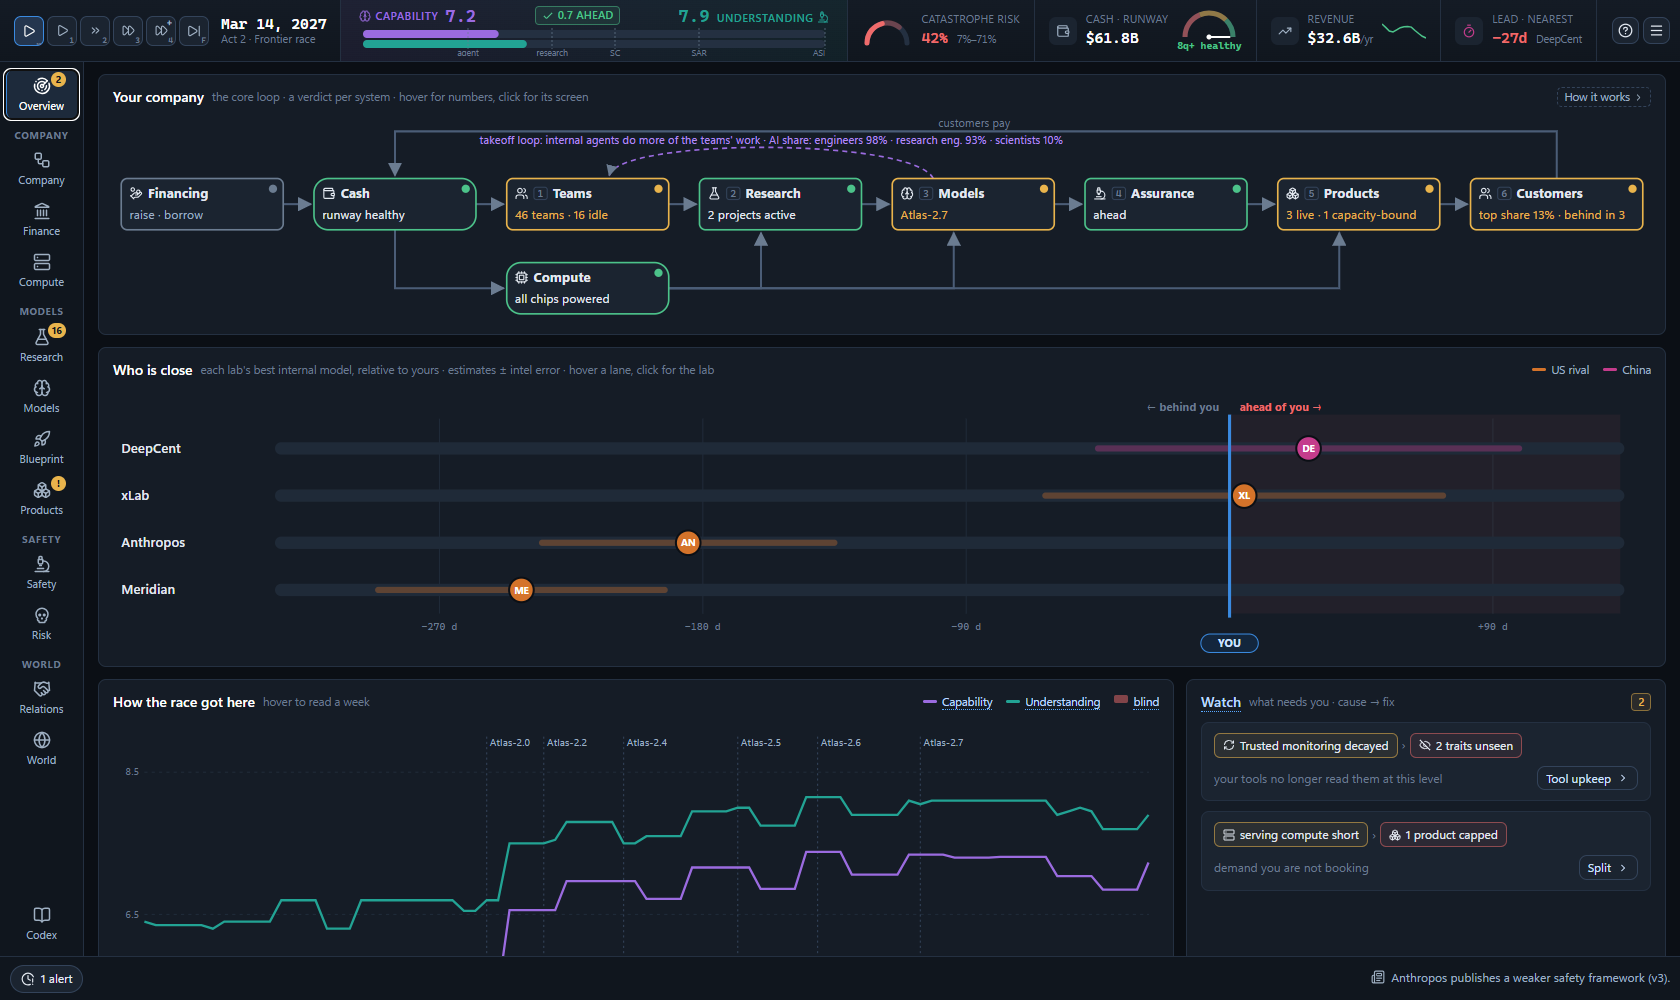 Mar 14, 2027
Act 2 · Frontier race
1
2
3
4
F
CAPABILITY 7.2
0.7 AHEAD
7.9 UNDERSTANDING
agent
research
SC
SAR
ASI
CATASTROPHE RISK
42% 7%–71%
CASH · RUNWAY
$61.8B
8q+ healthy
REVENUE
$32.6B/yr
LEAD · NEAREST
−27d DeepCent
2
Overview
COMPANY
Company
Finance
Compute
MODELS
16
Research
Models
Blueprint
!
Products
SAFETY
Safety
Risk
WORLD
Relations
World
Codex
Your company the core loop · a verdict per system · hover for numbers, click for its screen
How it works ›
customers pay
takeoff loop: internal agents do more of the teams' work · AI share: engineers 98% · research eng. 93% · scientists 10%
Financing
raise · borrow
Cash
runway healthy
1 Teams
46 teams · 16 idle
2 Research
2 projects active
3 Models
Atlas-2.7
4 Assurance
ahead
5 Products
3 live · 1 capacity-bound
6 Customers
top share 13% · behind in 3
Compute
all chips powered
Who is close each lab's best internal model, relative to yours · estimates ± intel error · hover a lane, click for the lab
US rival China
← behind you ahead of you →
DeepCent
DE
xLab
XL
Anthropos
AN
Meridian
ME
−270 d −180 d −90 d +90 d
YOU
How the race got here hover to read a week
Capability Understanding blind
Atlas-2.0 Atlas-2.2 Atlas-2.4 Atlas-2.5 Atlas-2.6 Atlas-2.7
8.5
6.5
Watch what needs you · cause → fix
2
Trusted monitoring decayed › 2 traits unseen
your tools no longer read them at this level
Tool upkeep ›
serving compute short › 1 product capped
demand you are not booking
Split ›
1 alert
Anthropos publishes a weaker safety framework (v3).